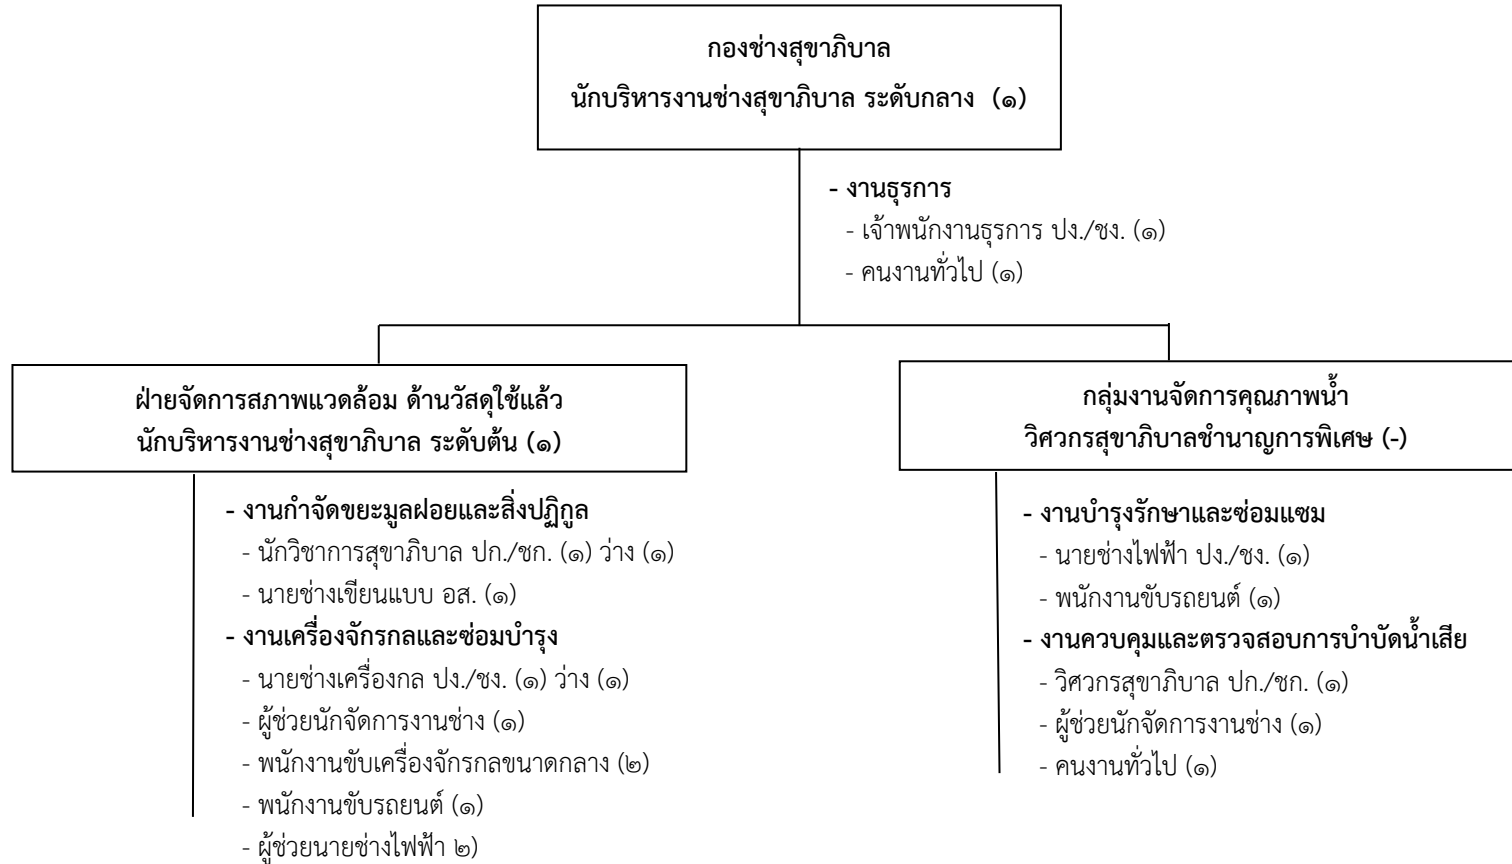 กองช่างสุขาภิบาล
นักบริหารงานช่างสุขาภิบาล ระดับกลาง (๑)
- งานธุรการ
- เจ้าพนักงานธุรการ ปง./ชง. (๑)
- คนงานทั่วไป (๑)
ฝ่ายจัดการสภาพแวดล้อม ด้านวัสดุใช้แล้ว
นักบริหารงานช่างสุขาภิบาล ระดับต้น (๑)
- งานกำจัดขยะมูลฝอยและสิ่งปฏิกูล
- นักวิชาการสุขาภิบาล ปก./ชก. (๑) ว่าง (๑)
- นายช่างเขียนแบบ อส. (๑)
- งานเครื่องจักรกลและซ่อมบำรุง
- นายช่างเครื่องกล ปง./ชง. (๑) ว่าง (๑)
- ผู้ช่วยนักจัดการงานช่าง (๑)
- พนักงานขับเครื่องจักรกลขนาดกลาง (๒)
- พนักงานขับรถยนต์ (๑)
- ผู้ช่วยนายช่างไฟฟ้า ๒)
กลุ่มงานจัดการคุณภาพน้ำ
วิศวกรสุขาภิบาลชำนาญการพิเศษ (-)
- งานบำรุงรักษาและซ่อมแซม
- นายช่างไฟฟ้า ปง./ชง. (๑)
- พนักงานขับรถยนต์ (๑)
- งานควบคุมและตรวจสอบการบำบัดน้ำเสีย
- วิศวกรสุขาภิบาล ปก./ชก. (๑)
- ผู้ช่วยนักจัดการงานช่าง (๑)
- คนงานทั่วไป (๑)